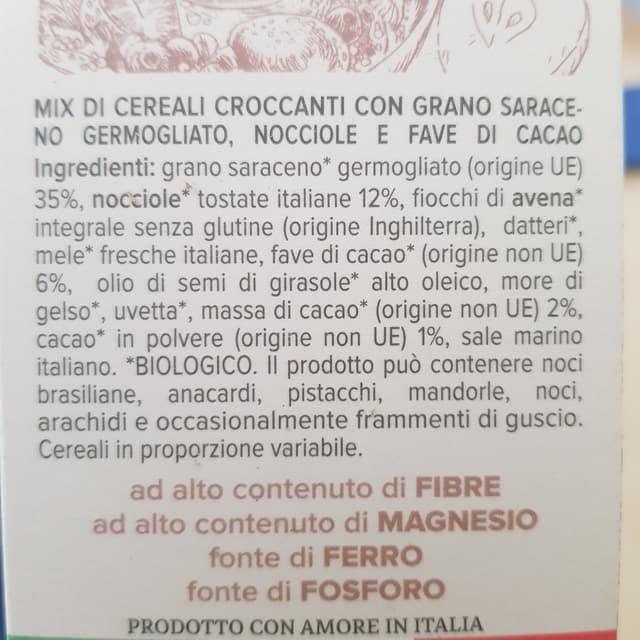 MIX DI CEREALI CROCCANTI CON GRANO SARACE-
NO GERMOGLIATO, NOCCIOLE E FAVE DI CACAO
Ingredienti: grano saraceno* germogliato (origine UE)
35%, nocciole* tostate italiane 12%, fiocchi di avena*
integrale senza glutine (origine Inghilterra), datteri*,
mele* fresche italiane, fave di cacao* (origine non UE)
6%, olio di semi di girasole* alto oleico, more di
gelso*, uvetta*, massa di cacao* (origine non UE) 2%,
cacao* in polvere (origine non UE) 1%, sale marino
italiano. *BIOLOGICO. Il prodotto può contenere noci
brasiliane, anacardi, pistacchi, mandorle, noci,
arachidi e occasionalmente frammenti di guscio.
Cereali in proporzione variabile.
ad alto contenuto di FIBRE
ad alto contenuto di MAGNESIO
fonte di FERRO
fonte di FOSFORO
PRODOTTO CON AMORE IN ITALIA